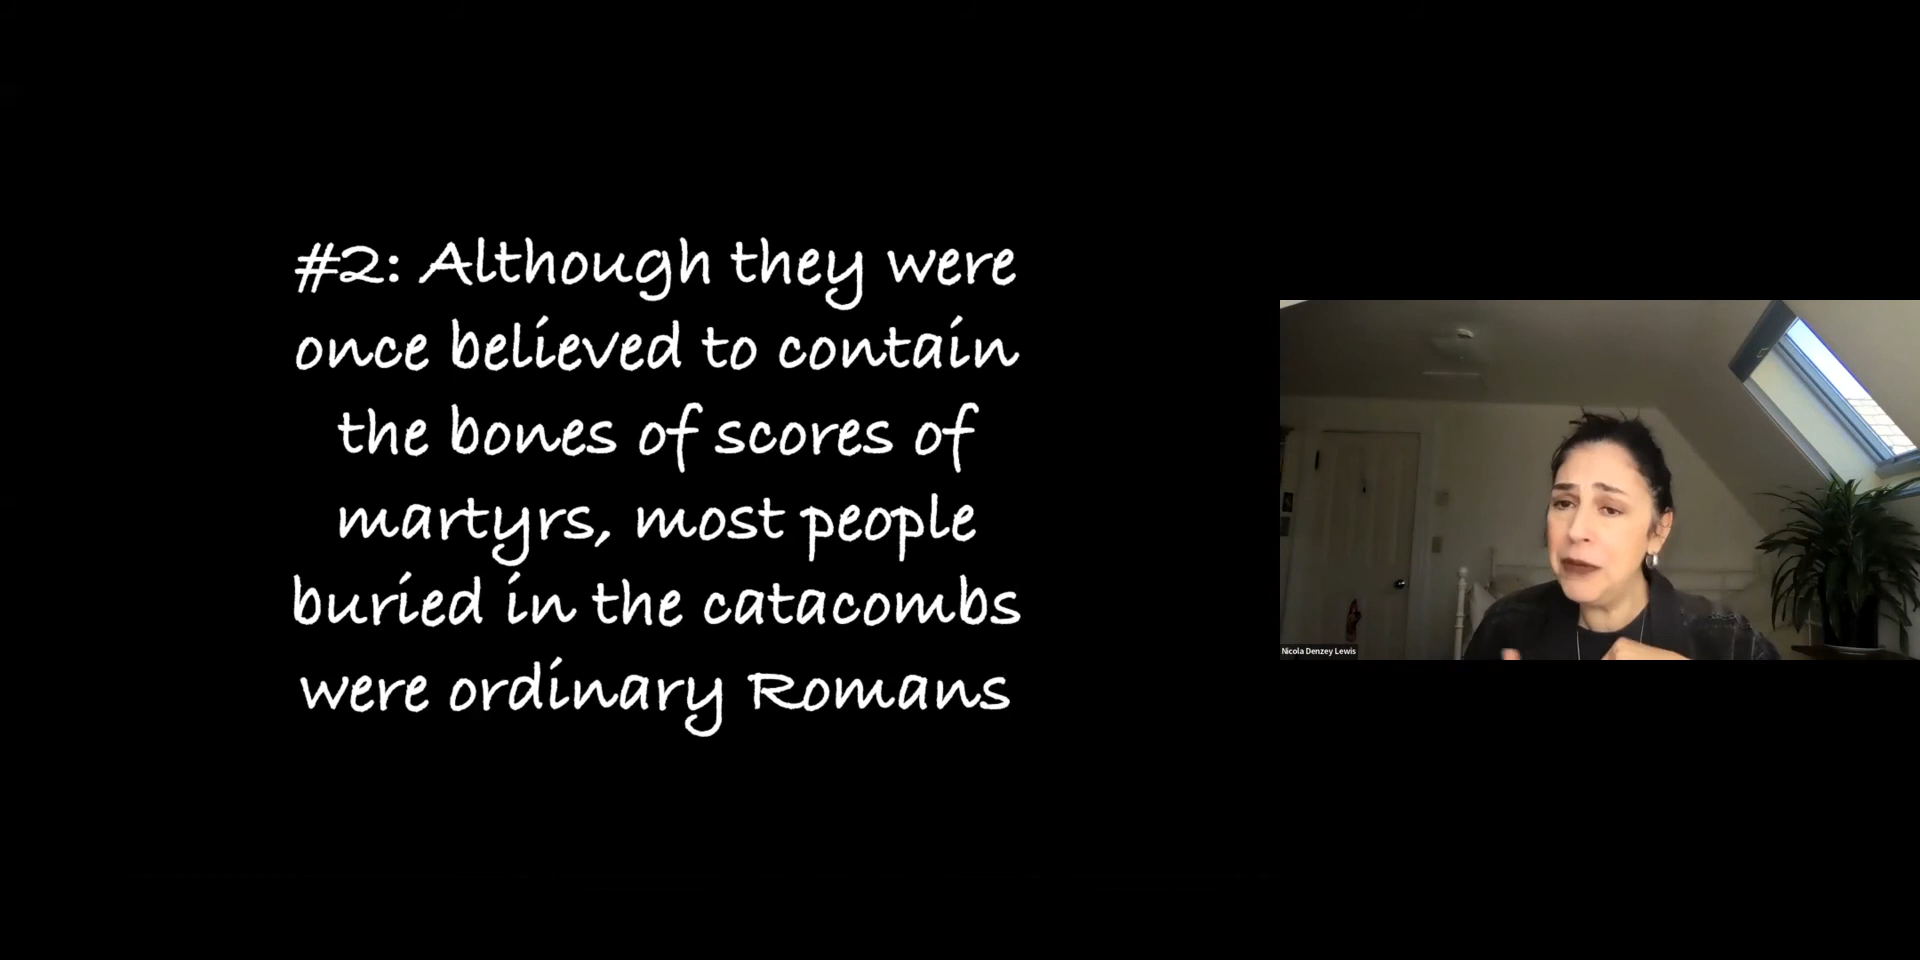 #2: Although they were
once believed to contain
the bones of scores of
martyrs, most people
buried in the catacombs
were ordinary Romans
Nicola Denzey Lewis